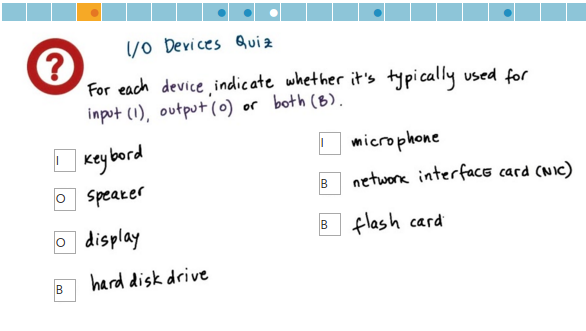 I/O Devices Quiz
?
For each device, indicate whether it's typically used for
input (I), output (O) or both (B).
I keybord
O speaker
O display
B hard disk drive
I microphone
B network interface card (NIC)
B flash card